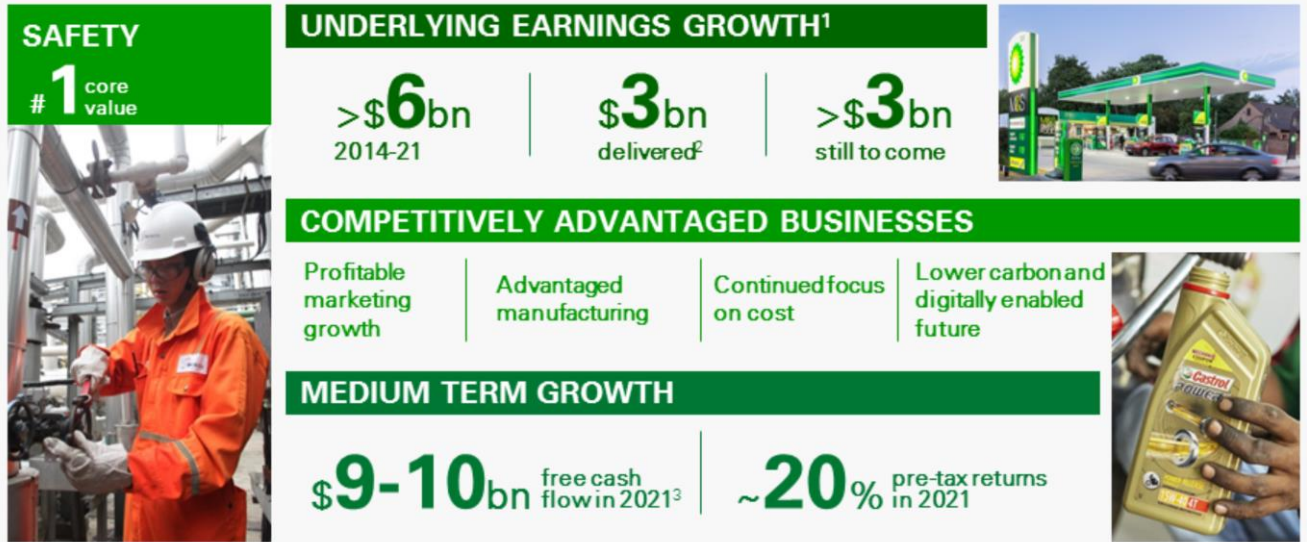 SAFETY
# 1 core
value
UNDERLYING EARNINGS GROWTH¹
>$6bn
2014-21
$3bn
delivered²
>$3bn
still to come
COMPETITIVELY ADVANTAGED BUSINESSES
Profitable
marketing
growth
Advantaged
manufacturing
Continued focus
on cost
Lower carbon and
digitally enabled
future
MEDIUM TERM GROWTH
$9-10bn
free cash
flow in 2021³
~20%
pre-tax returns
in 2021
Castrol
POWER